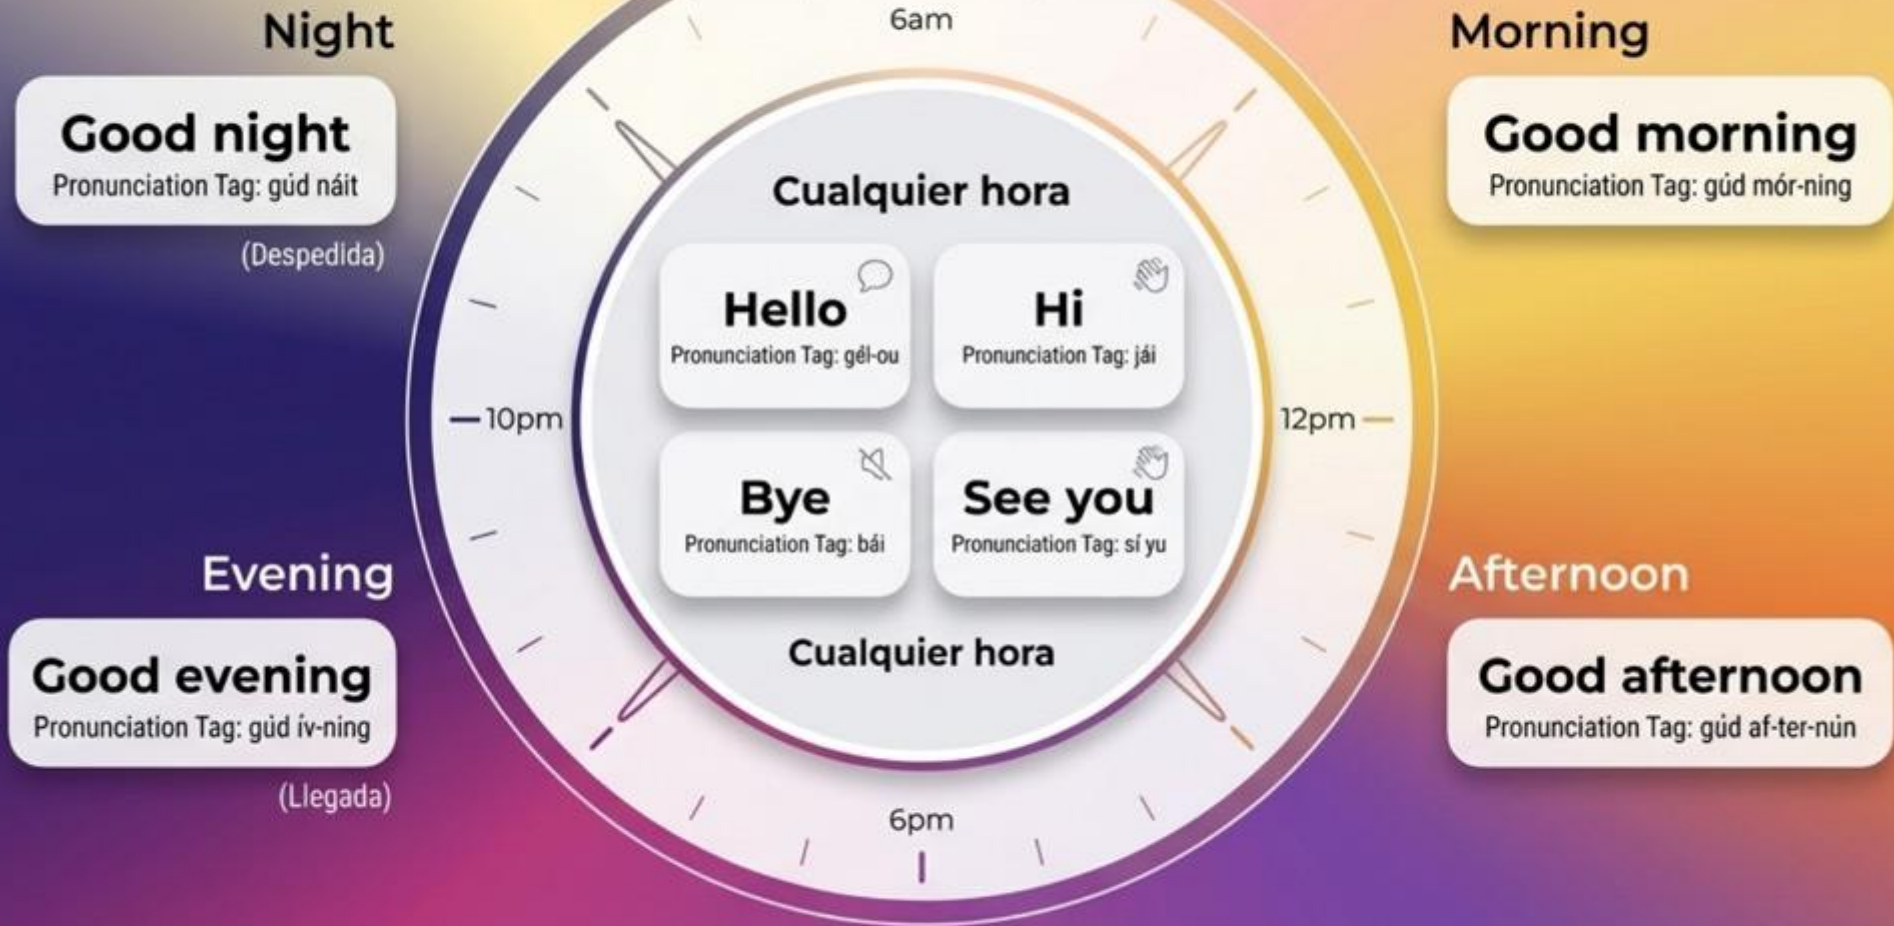 Night
Good night
Pronunciation Tag: gúd náit
(Despedida)
6am
Morning
Good morning
Pronunciation Tag: gúd mór-ning
Cualquier hora
Hello
Pronunciation Tag: gél-ou
Hi
Pronunciation Tag: jái
10pm
12pm
Bye
Pronunciation Tag: bái
See you
Pronunciation Tag: sí yu
Cualquier hora
Evening
Good evening
Pronunciation Tag: gúd ív-ning
(Llegada)
6pm
Afternoon
Good afternoon
Pronunciation Tag: gúd af-ter-nún